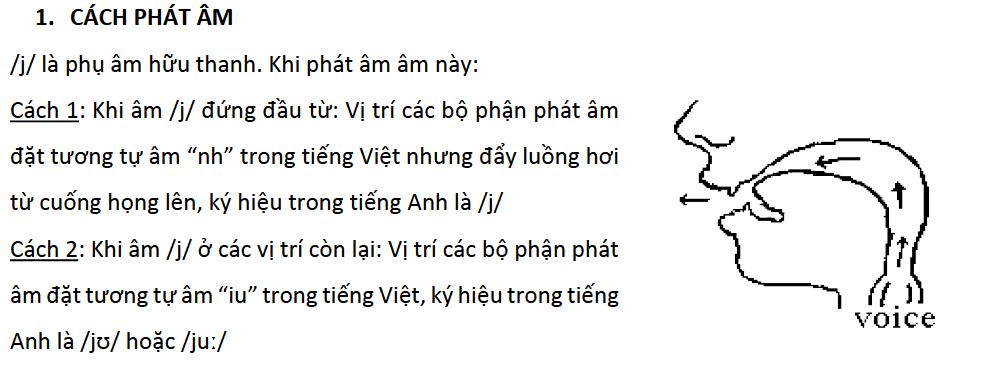 1. CÁCH PHÁT ÂM
/j/ là phụ âm hữu thanh. Khi phát âm âm này:
Cách 1: Khi âm /j/ đứng đầu từ: Vị trí các bộ phận phát âm
đặt tương tự âm “nh” trong tiếng Việt nhưng đẩy luồng hơi
từ cuống họng lên, ký hiệu trong tiếng Anh là /j/
Cách 2: Khi âm /j/ ở các vị trí còn lại: Vị trí các bộ phận phát
âm đặt tương tự âm “iu” trong tiếng Việt, ký hiệu trong tiếng
Anh là /jʊ/ hoặc /juː/
voice